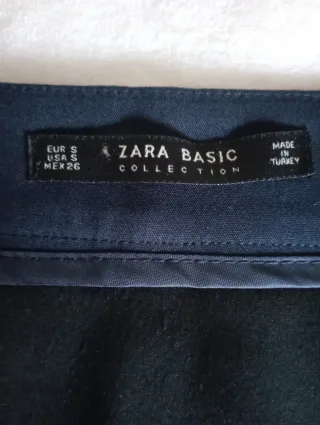 EUR S
USA S
MEX 26
ZARA BASIC
COLLECTION
MADE
IN
TURKEY